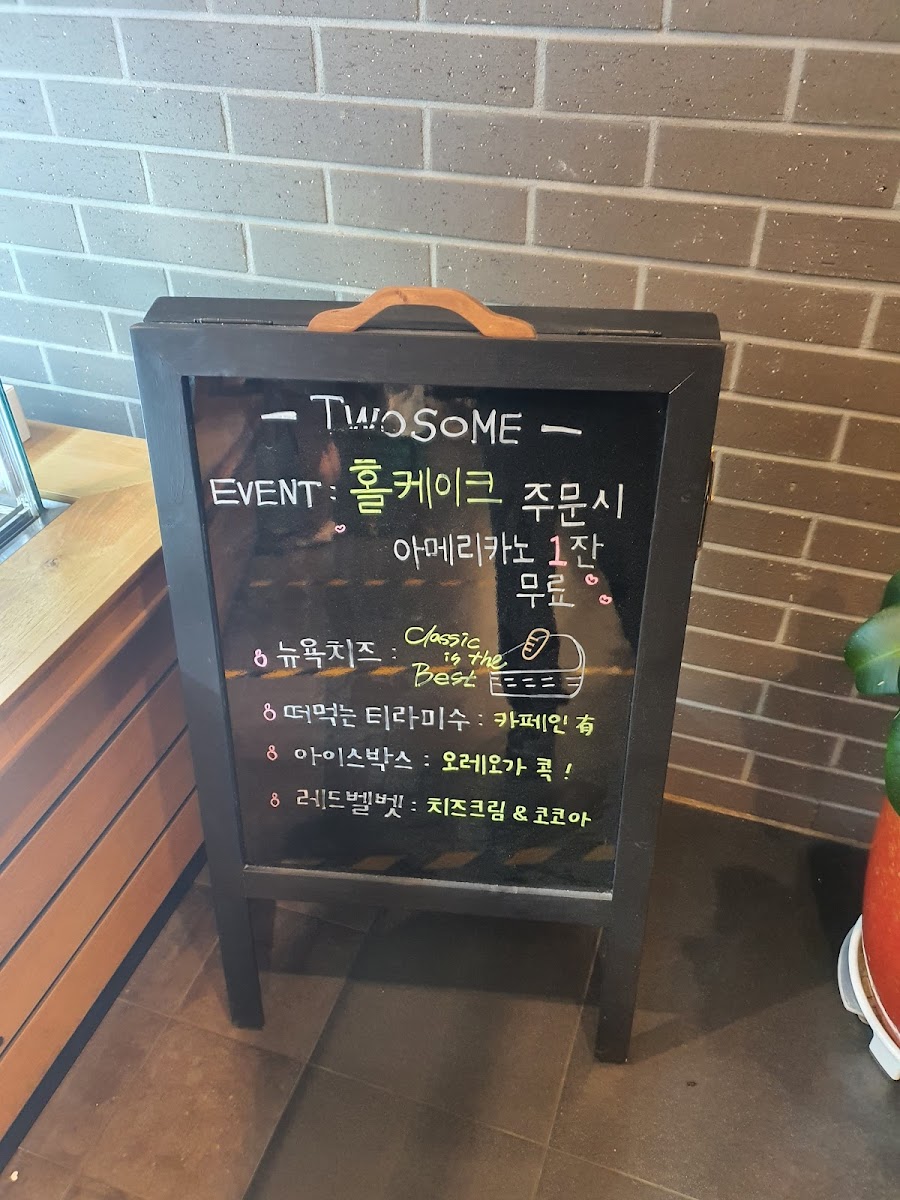 - TWOSOME -
EVENT : 홀케이크 주문시
아메리카노 1잔
무료
뉴욕치즈 : Classic
is the
Best
떠먹는 티라미수 : 카페인 有
아이스박스 : 오레오가 콕!
레드벨벳 : 치즈크림 & 코코아